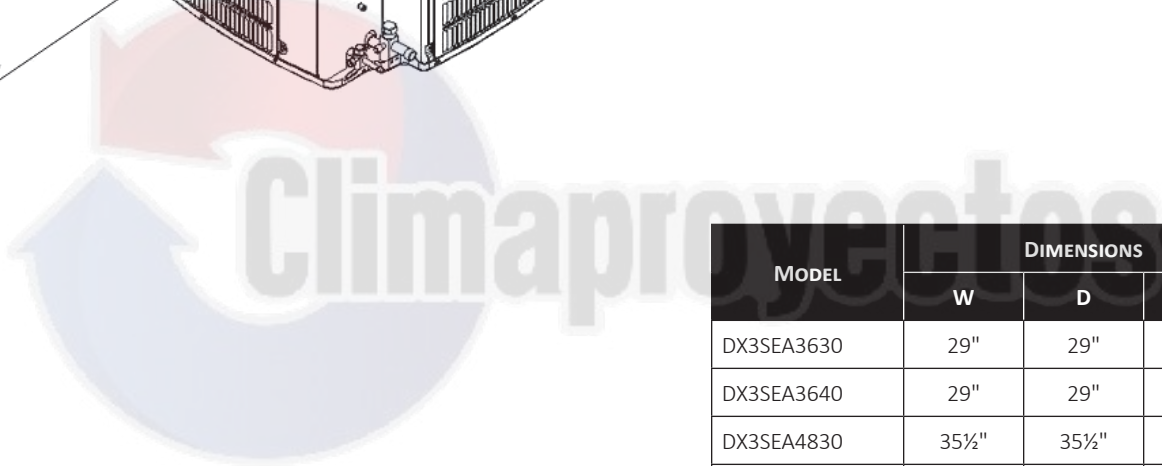 Climaproyectos
MODEL DIMENSIONS
W D
DX3SEA3630 29" 29"
DX3SEA3640 29" 29"
DX3SEA4830 35½" 35½"